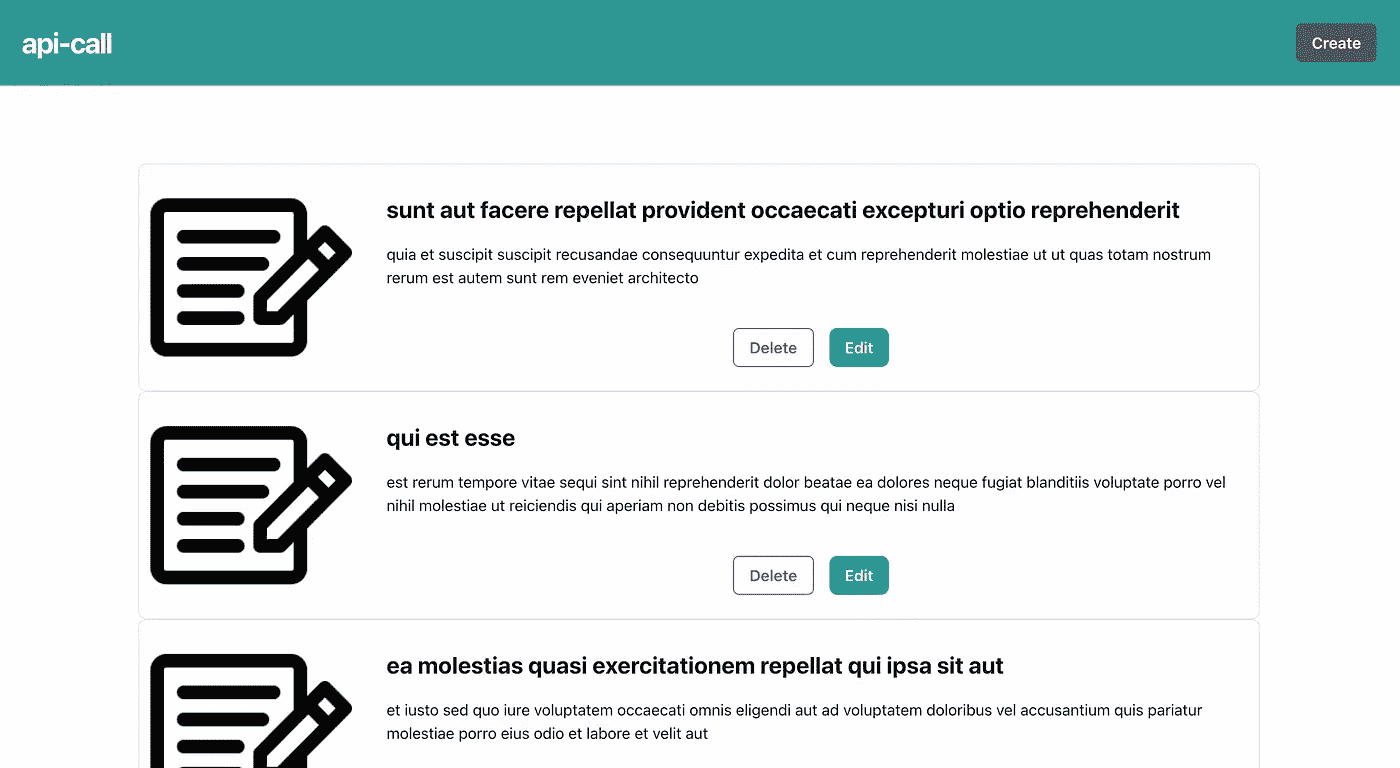 api-call
Create
sunt aut facere repellat provident occaecati excepturi optio reprehenderit
quia et suscipit suscipit recusandae consequuntur expedita et cum reprehenderit molestiae ut ut quas totam nostrum
rerum est autem sunt rem eveniet architecto
Delete
Edit
qui est esse
est rerum tempore vitae sequi sint nihil reprehenderit dolor beatae ea dolores neque fugiat blanditiis voluptate porro vel
nihil molestiae ut reiciendis qui aperiam non debitis possimus qui neque nisi nulla
Delete
Edit
ea molestias quasi exercitationem repellat qui ipsa sit aut
et iusto sed quo iure voluptatem occaecati omnis eligendi aut ad voluptatem doloribus vel accusantium quis pariatur
molestiae porro eius odio et labore et velit aut